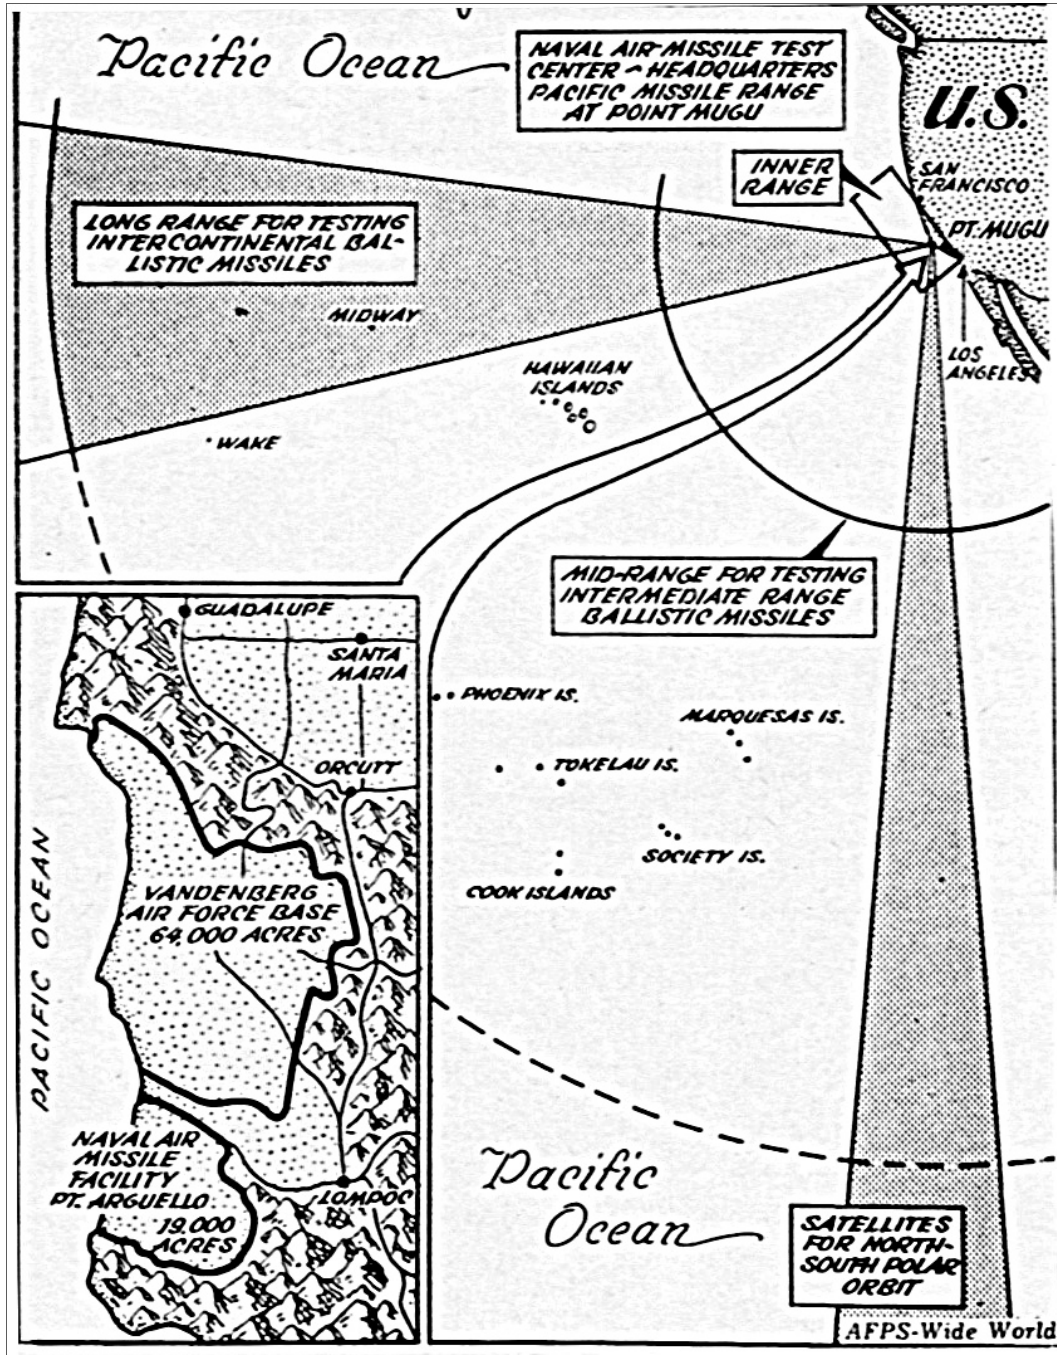 Pacific Ocean
NAVAL AIR MISSILE TEST
CENTER - HEADQUARTERS
PACIFIC MISSILE RANGE
AT POINT MUGU
U.S.
INNER
RANGE
SAN
FRANCISCO
PT. MUGU
LONG RANGE FOR TESTING
INTERCONTINENTAL BAL-
LISTIC MISSILES
MIDWAY
HAWAIIAN
ISLANDS
LOS
ANGELES
WAKE
MID-RANGE FOR TESTING
INTERMEDIATE RANGE
BALLISTIC MISSILES
GUADALUPE
SANTA
MARIA
ORCUTT
PACIFIC OCEAN
VANDENBERG
AIR FORCE BASE
64,000 ACRES
NAVAL AIR
MISSILE
FACILITY
PT. ARGUELLO
19,000
ACRES
LOMPOC
PHOENIX IS.
MARQUESAS IS.
TOKELAU IS.
SOCIETY IS.
COOK ISLANDS
Pacific
Ocean
SATELLITES
FOR NORTH-
SOUTH POLAR
ORBIT
AFPS-Wide World